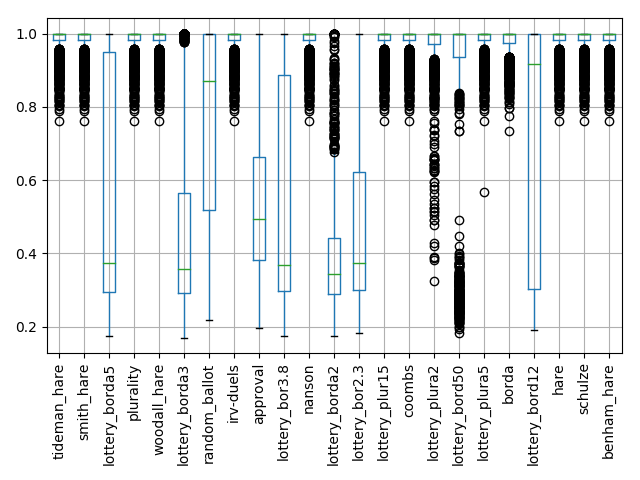 1.0
0.8
0.6
0.4
0.2
tideman_hare
smith_hare
lottery_borda5
plurality
woodall_hare
lottery_borda3
random_ballot
irv-duels
approval
lottery_bor3.8
nanson
lottery_borda2
lottery_bor2.3
lottery_plur15
coombs
lottery_plura2
lottery_bord50
lottery_plura5
borda
lottery_bord12
hare
schulze
benham_hare